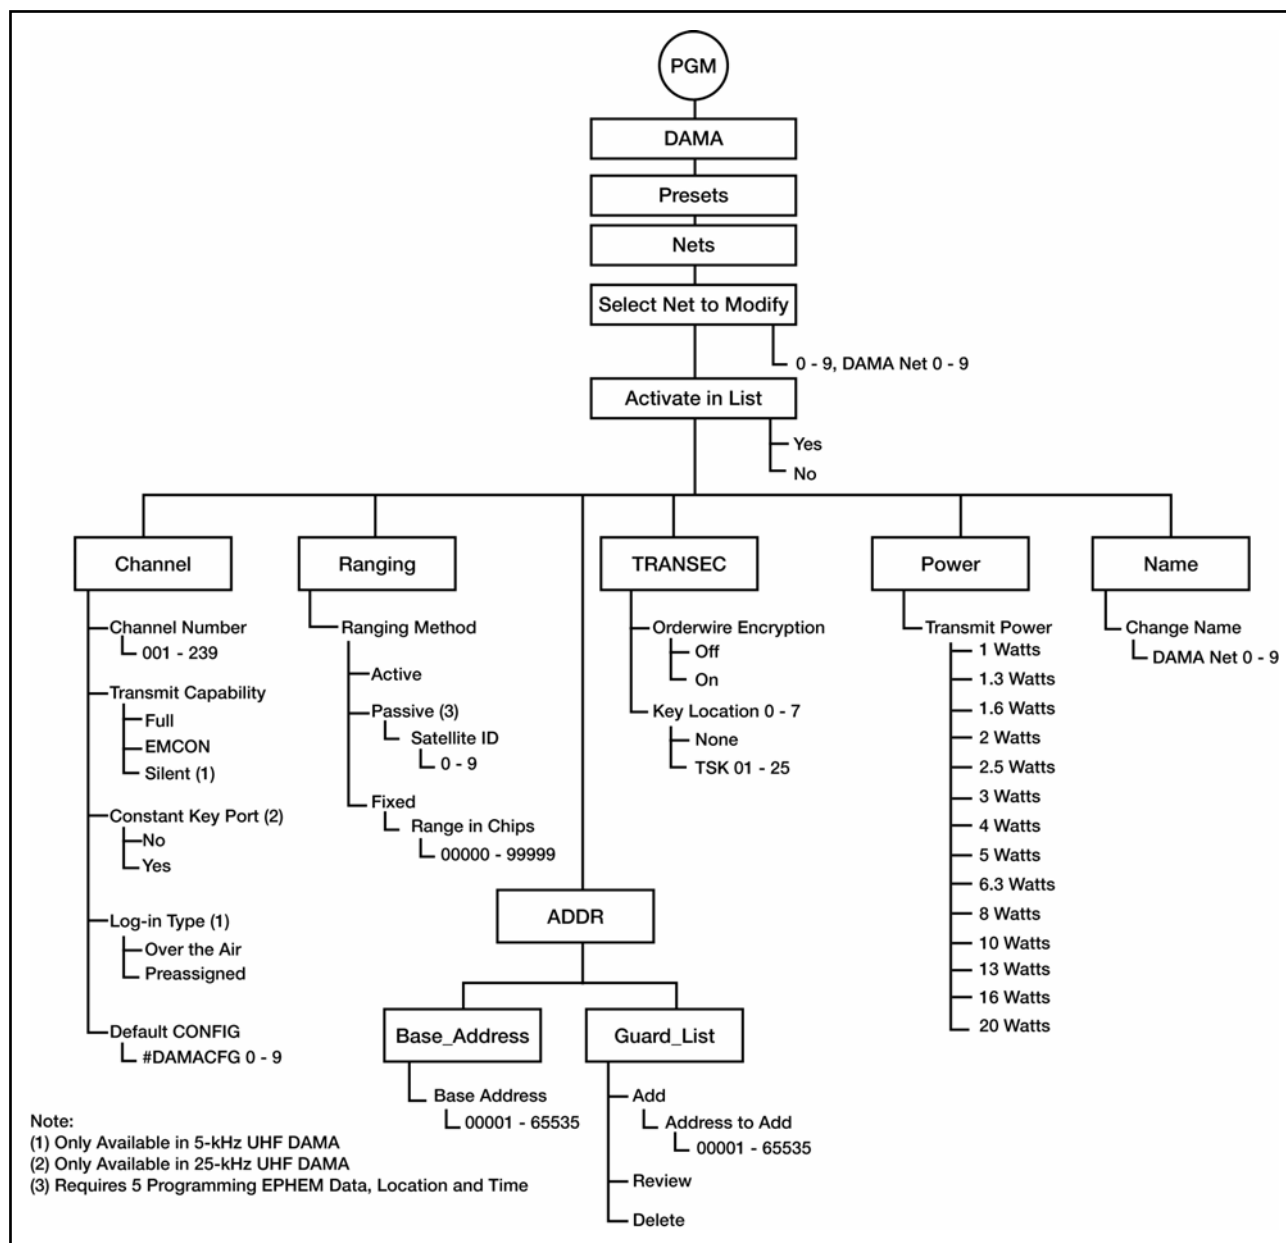 PGM
DAMA
Presets
Nets
Select Net to Modify
0 - 9, DAMA Net 0 - 9
Activate in List
Yes
No
Channel
Channel Number
001 - 239
Transmit Capability
Full
EMCON
Silent (1)
Constant Key Port (2)
No
Yes
Log-in Type (1)
Over the Air
Preassigned
Default CONFIG
#DAMACFG 0 - 9
Ranging
Ranging Method
Active
Passive (3)
Satellite ID
0 - 9
Fixed
Range in Chips
00000 - 99999
ADDR
Base_Address
Base Address
00001 - 65535
Guard_List
Add
Address to Add
00001 - 65535
Review
Delete
TRANSEC
Orderwire Encryption
Off
On
Key Location 0 - 7
None
TSK 01 - 25
Power
Transmit Power
1 Watts
1.3 Watts
1.6 Watts
2 Watts
2.5 Watts
3 Watts
4 Watts
5 Watts
6.3 Watts
8 Watts
10 Watts
13 Watts
16 Watts
20 Watts
Name
Change Name
DAMA Net 0 - 9
Note:
(1) Only Available in 5-kHz UHF DAMA
(2) Only Available in 25-kHz UHF DAMA
(3) Requires 5 Programming EPHEM Data, Location and Time